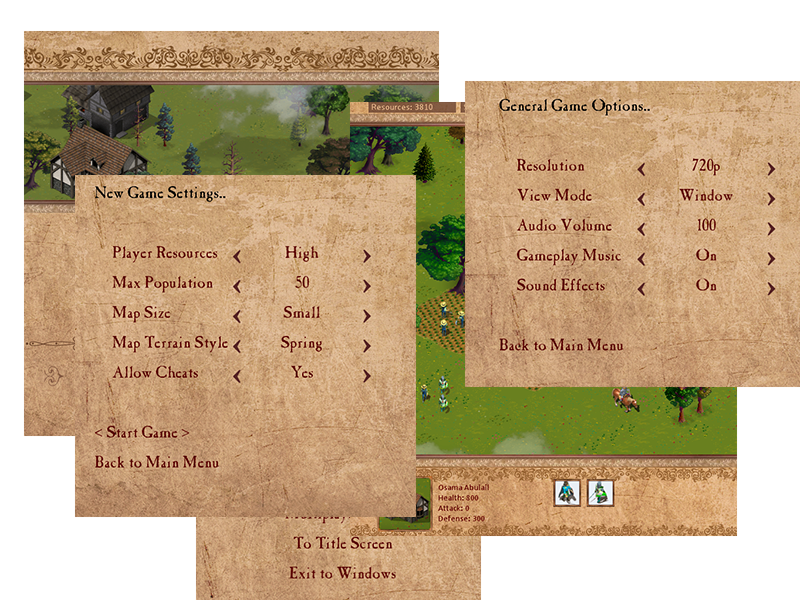 Resources: 3810
General Game Options..
Resolution < 720p >
View Mode < Window >
Audio Volume < 100 >
Gameplay Music < On >
Sound Effects < On >
Back to Main Menu
New Game Settings..
Player Resources < High >
Max Population < 50 >
Map Size < Small >
Map Terrain Style < Spring >
Allow Cheats < Yes >
< Start Game >
Back to Main Menu
Osama Abulail
Health: 800
Attack: 0
Defense: 300
To Title Screen
Exit to Windows